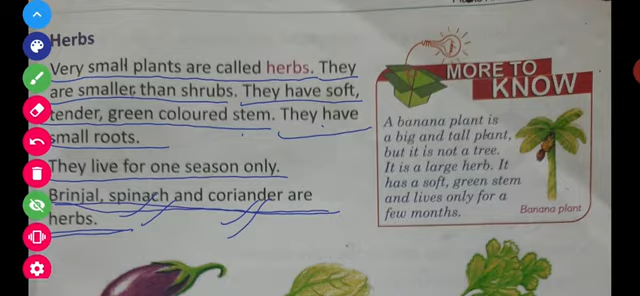 Herbs
Very small plants are called herbs. They
are smaller than shrubs. They have soft,
tender, green coloured stem. They have
small roots.
They live for one season only.
Brinjal, spinach and coriander are
herbs.
MORE TO
KNOW
A banana plant is
a big and tall plant,
but it is not a tree.
It is a large herb. It
has a soft, green stem
and lives only for a
few months.
Banana plant